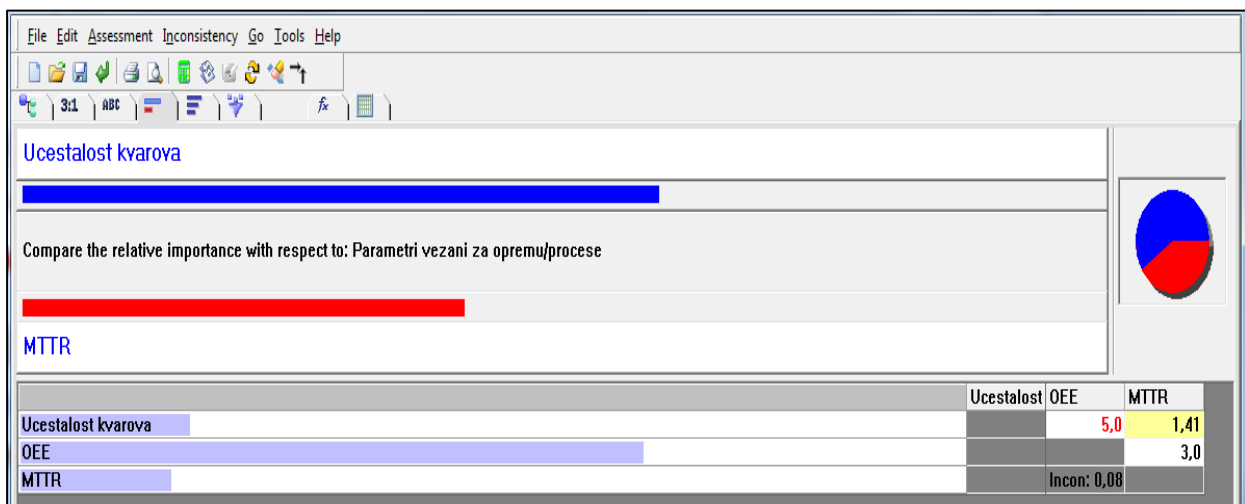 File Edit Assessment Inconsistency Go Tools Help
3:1 ABC fx
Ucestalost kvarova
Compare the relative importance with respect to: Parametri vezani za opremu/procese
MTTR
Ucestalost OEE MTTR
Ucestalost kvarova 5,0 1,41
OEE 3,0
MTTR Incon: 0,08